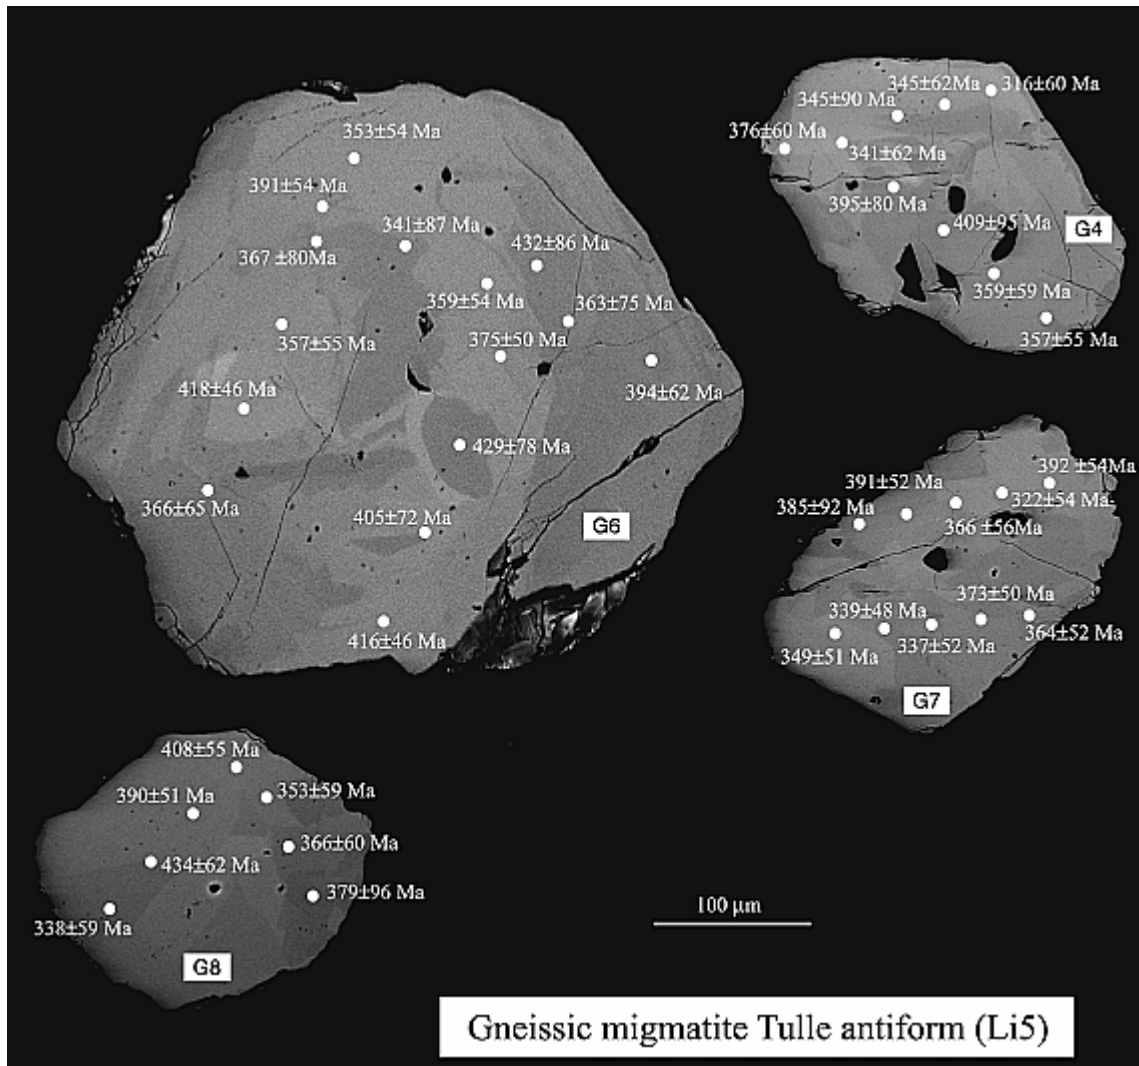 353±54 Ma
391±54 Ma
341±87 Ma
432±86 Ma
367 ±80Ma
359±54 Ma
363±75 Ma
357±55 Ma
375±50 Ma
418±46 Ma
394±62 Ma
429±78 Ma
366±65 Ma
405±72 Ma
G6
416±46 Ma
345±62Ma
316±60 Ma
345±90 Ma
376±60 Ma
341±62 Ma
395±80 Ma
409±95 Ma
G4
359±59 Ma
357±55 Ma
392 ±54Ma
391±52 Ma
322±54 Ma
385±92 Ma
366 ±56Ma
373±50 Ma
339±48 Ma
364±52 Ma
337±52 Ma
349±51 Ma
G7
408±55 Ma
390±51 Ma
353±59 Ma
366±60 Ma
434±62 Ma
379±96 Ma
338±59 Ma
G8
100 µm
Gneissic migmatite Tulle antiform (Li5)